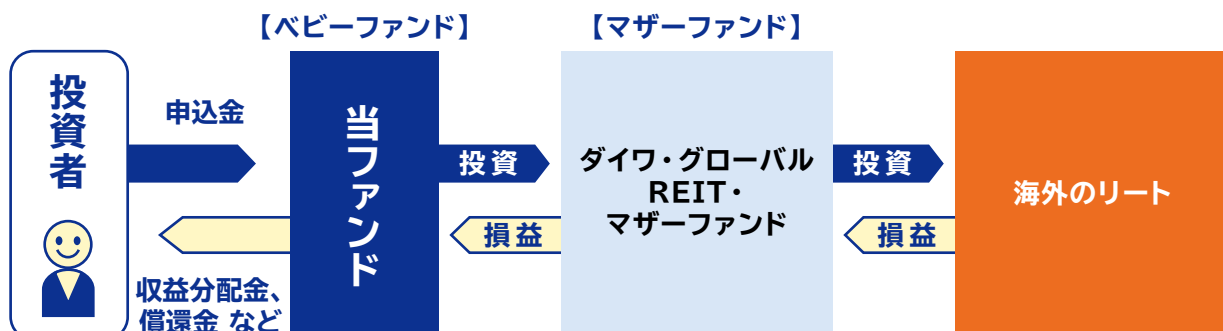 【ベビーファンド】
【マザーファンド】
投資者
申込金
当ファンド
投資
ダイワ・グローバル
REIT・
マザーファンド
投資
海外のリート
損益
損益
収益分配金、
償還金 など